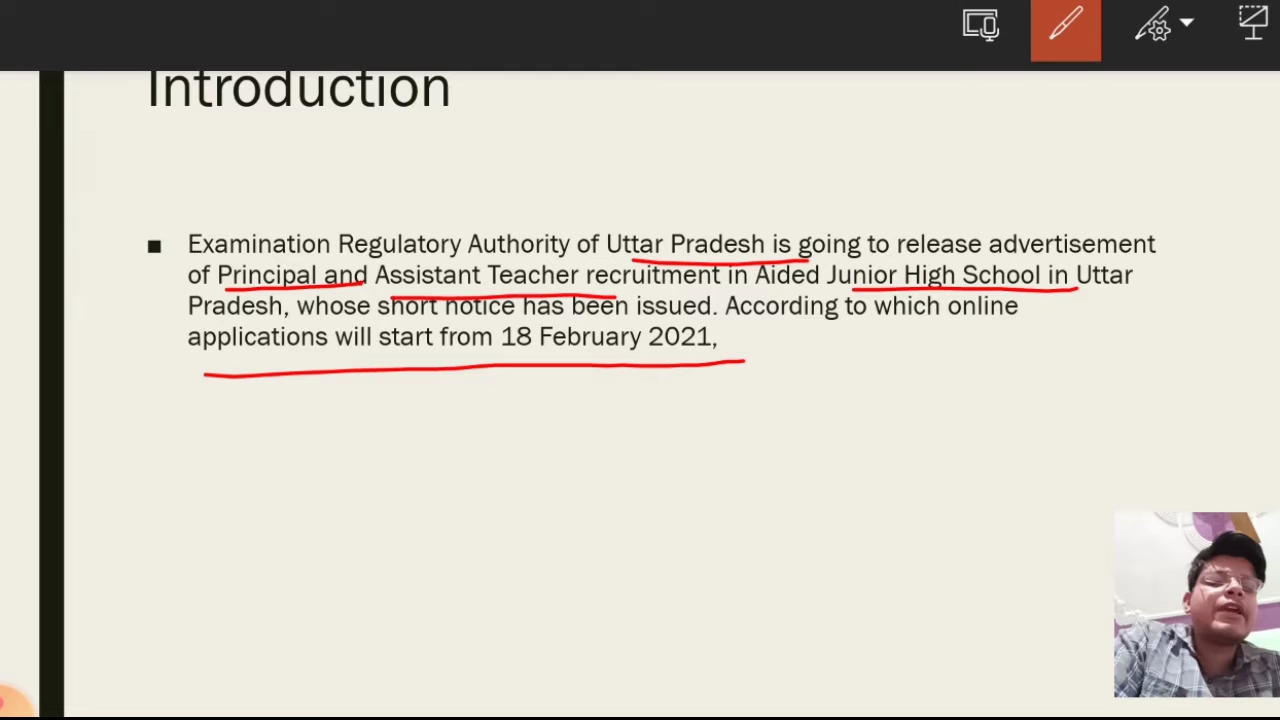 Introduction
■ Examination Regulatory Authority of Uttar Pradesh is going to release advertisement
of Principal and Assistant Teacher recruitment in Aided Junior High School in Uttar
Pradesh, whose short notice has been issued. According to which online
applications will start from 18 February 2021,